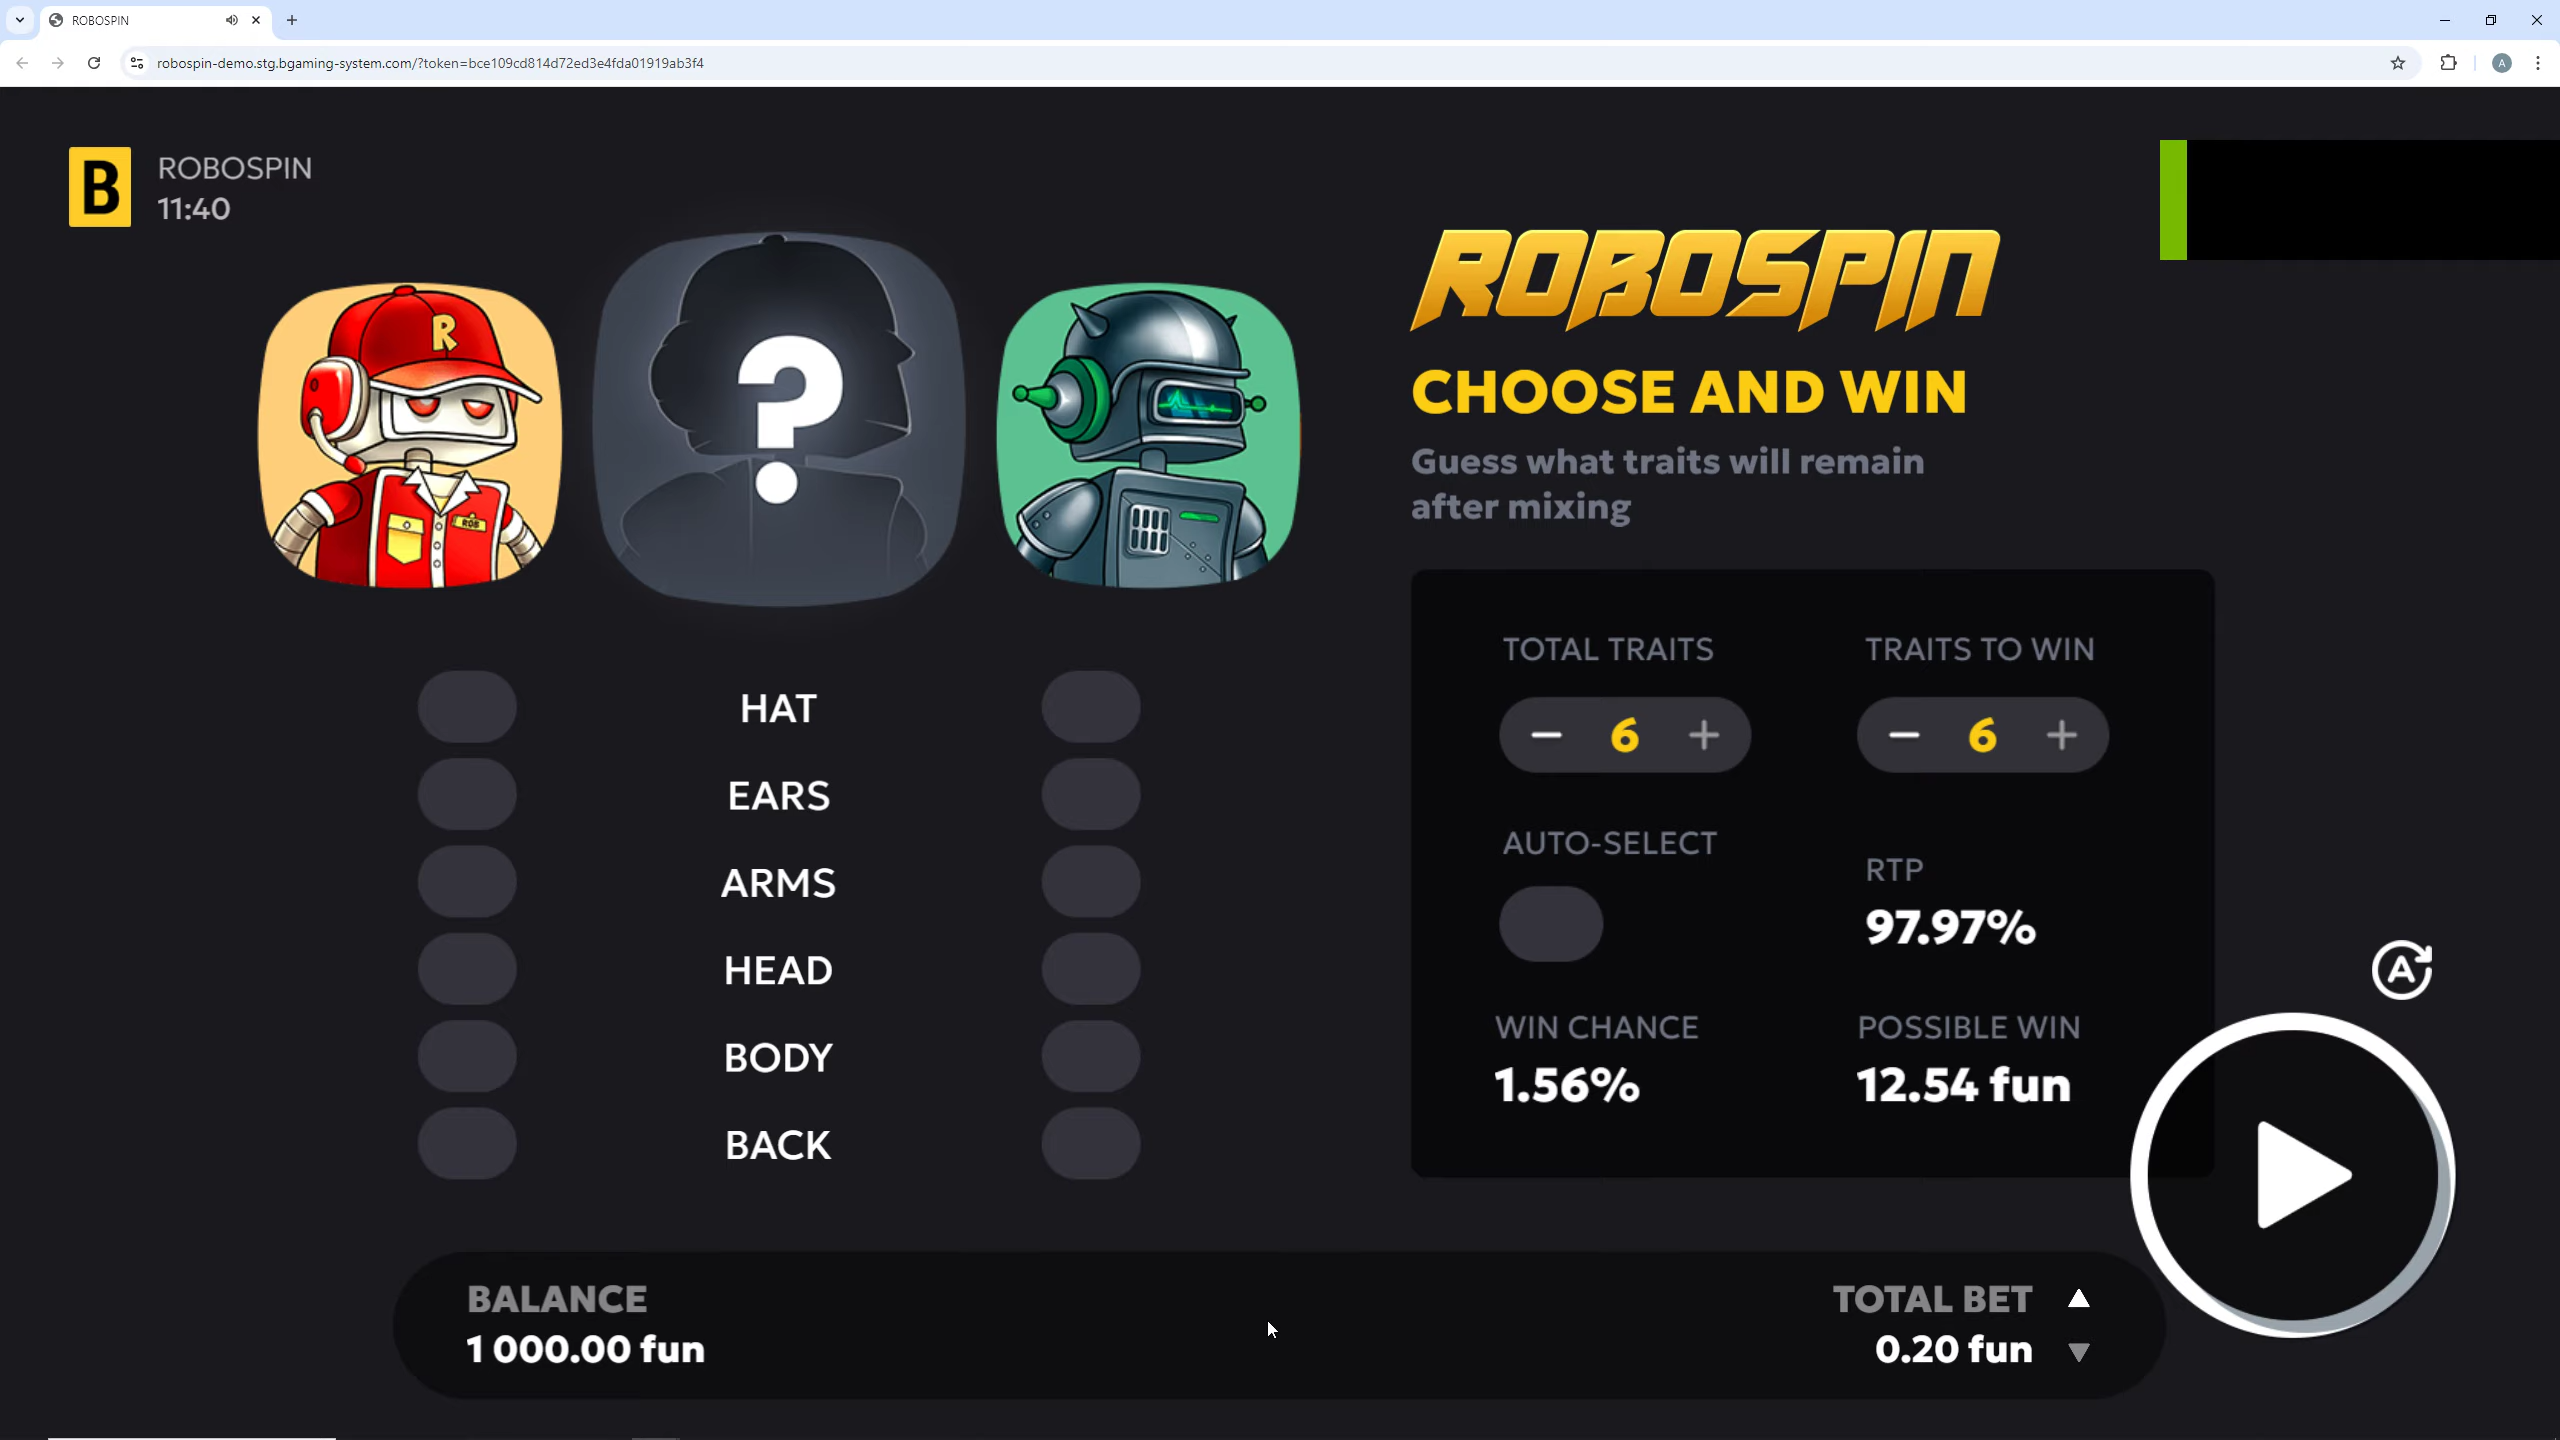 ROBOSPIN
robospin-demo.stg.bgaming-system.com/?token=bce109cd814d72ed3e4fda01919ab3f4
A
B
ROBOSPIN
11:40
R
ROB
?
ROBOSPIN
CHOOSE AND WIN
Guess what traits will remain
after mixing
HAT
EARS
ARMS
HEAD
BODY
BACK
TOTAL TRAITS
TRAITS TO WIN
− 6 +
− 6 +
AUTO-SELECT
RTP
97.97%
WIN CHANCE
POSSIBLE WIN
1.56%
12.54 fun
A
BALANCE
1 000.00 fun
TOTAL BET
0.20 fun